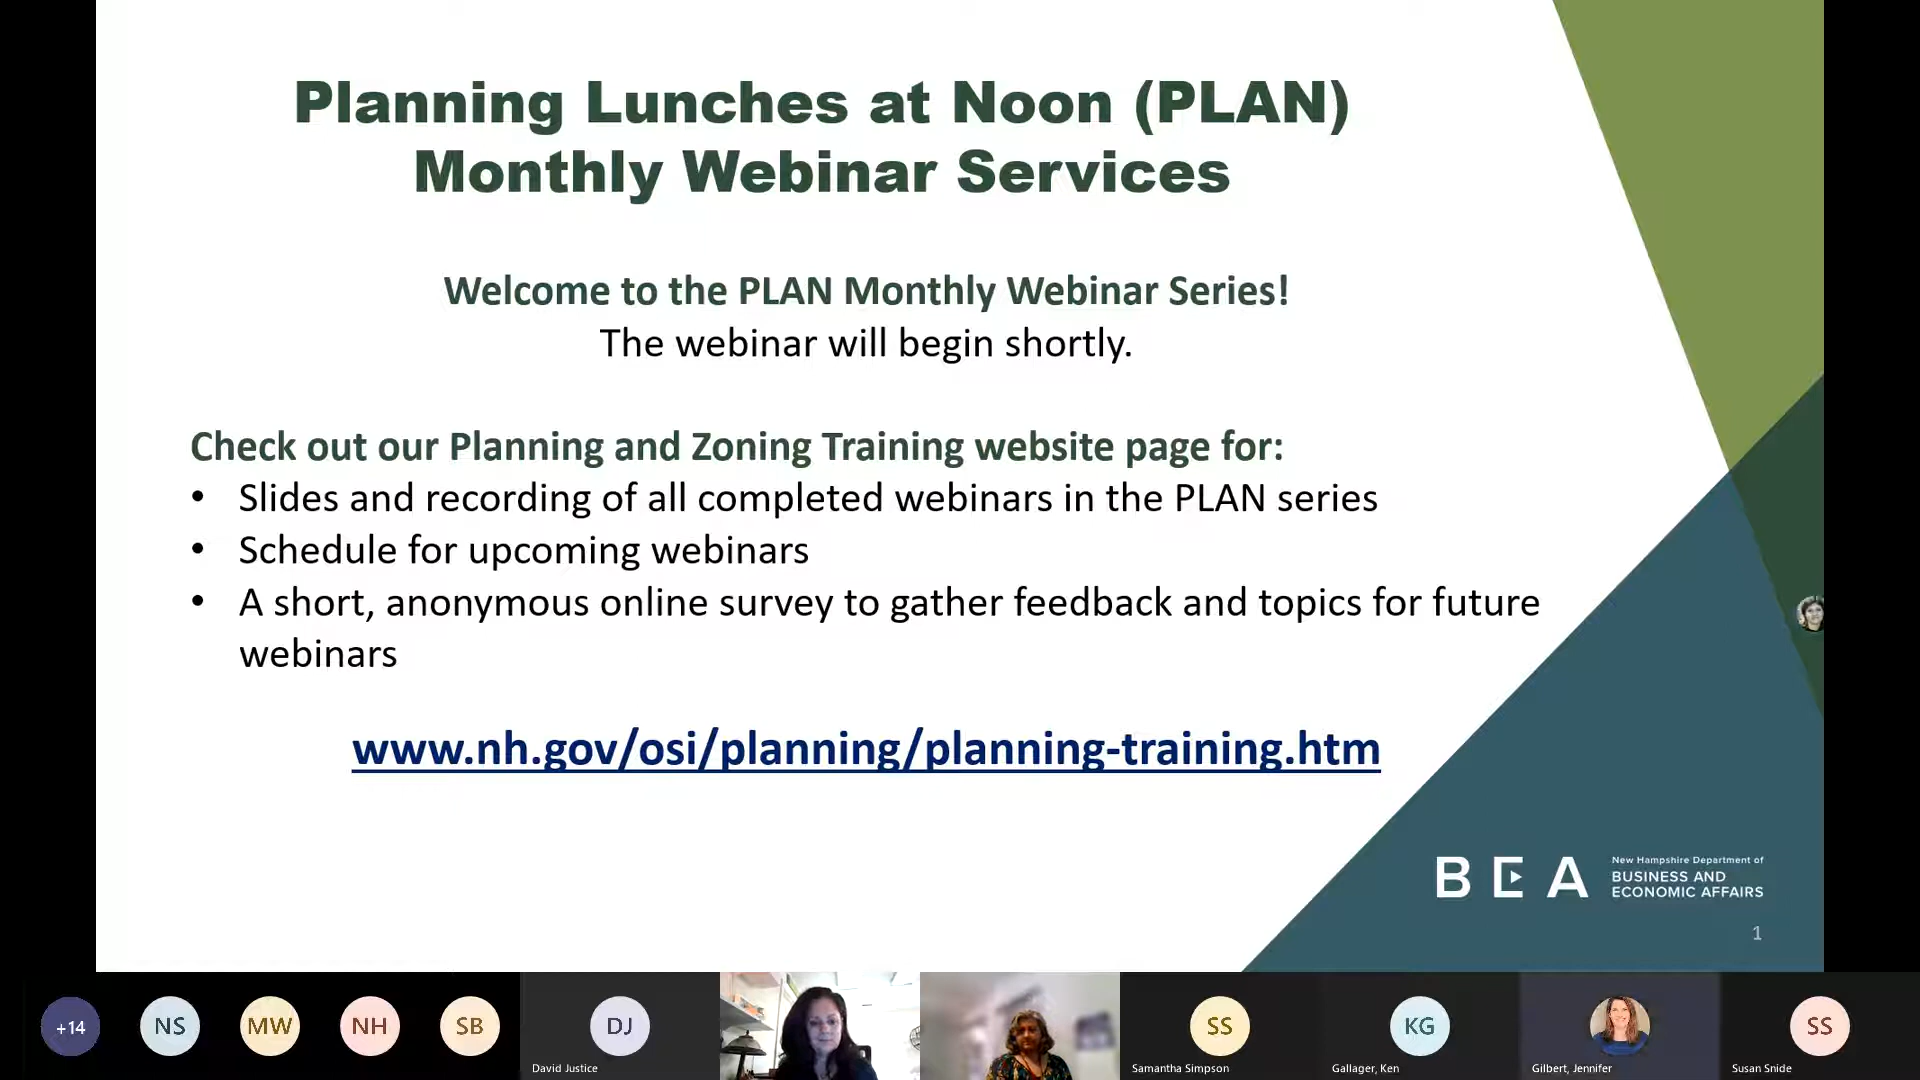 Planning Lunches at Noon (PLAN)
Monthly Webinar Services
Welcome to the PLAN Monthly Webinar Series!
The webinar will begin shortly.
Check out our Planning and Zoning Training website page for:
• Slides and recording of all completed webinars in the PLAN series
• Schedule for upcoming webinars
• A short, anonymous online survey to gather feedback and topics for future
webinars
www.nh.gov/osi/planning/planning-training.htm
BEA
New Hampshire Department of
BUSINESS AND
ECONOMIC AFFAIRS
1
+14
NS
MW
NH
SB
DJ
David Justice
SS
Samantha Simpson
KG
Gallager, Ken
Gilbert, Jennifer
SS
Susan Snide